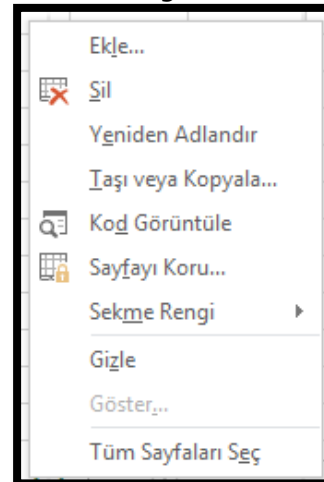 Ekle...
Sil
Yeniden Adlandır
Taşı veya Kopyala...
Kod Görüntüle
Sayfayı Koru...
Sekme Rengi
Gizle
Göster...
Tüm Sayfaları Seç